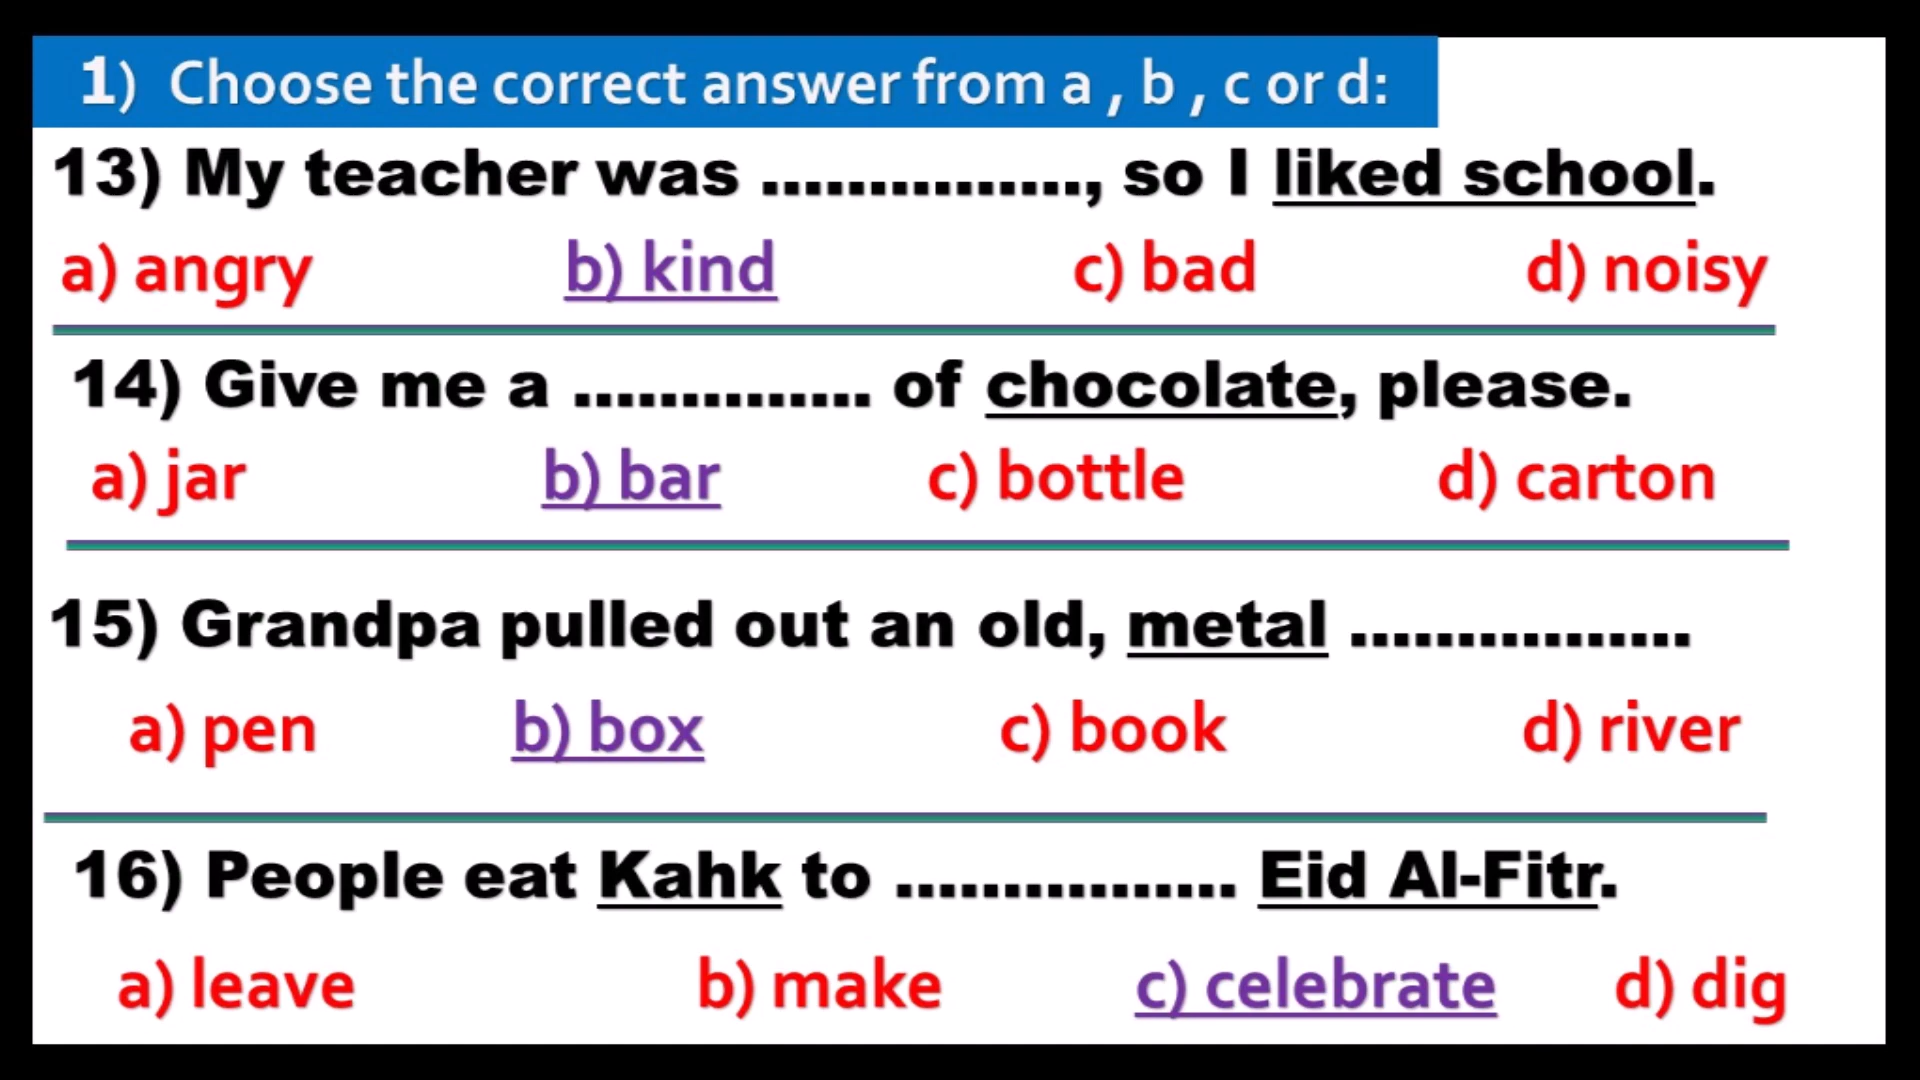 1) Choose the correct answer from a , b , c or d:
13) My teacher was ..............., so I liked school.
a) angry b) kind c) bad d) noisy
14) Give me a .............. of chocolate, please.
a) jar b) bar c) bottle d) carton
15) Grandpa pulled out an old, metal ................
a) pen b) box c) book d) river
16) People eat Kahk to ................ Eid Al-Fitr.
a) leave b) make c) celebrate d) dig